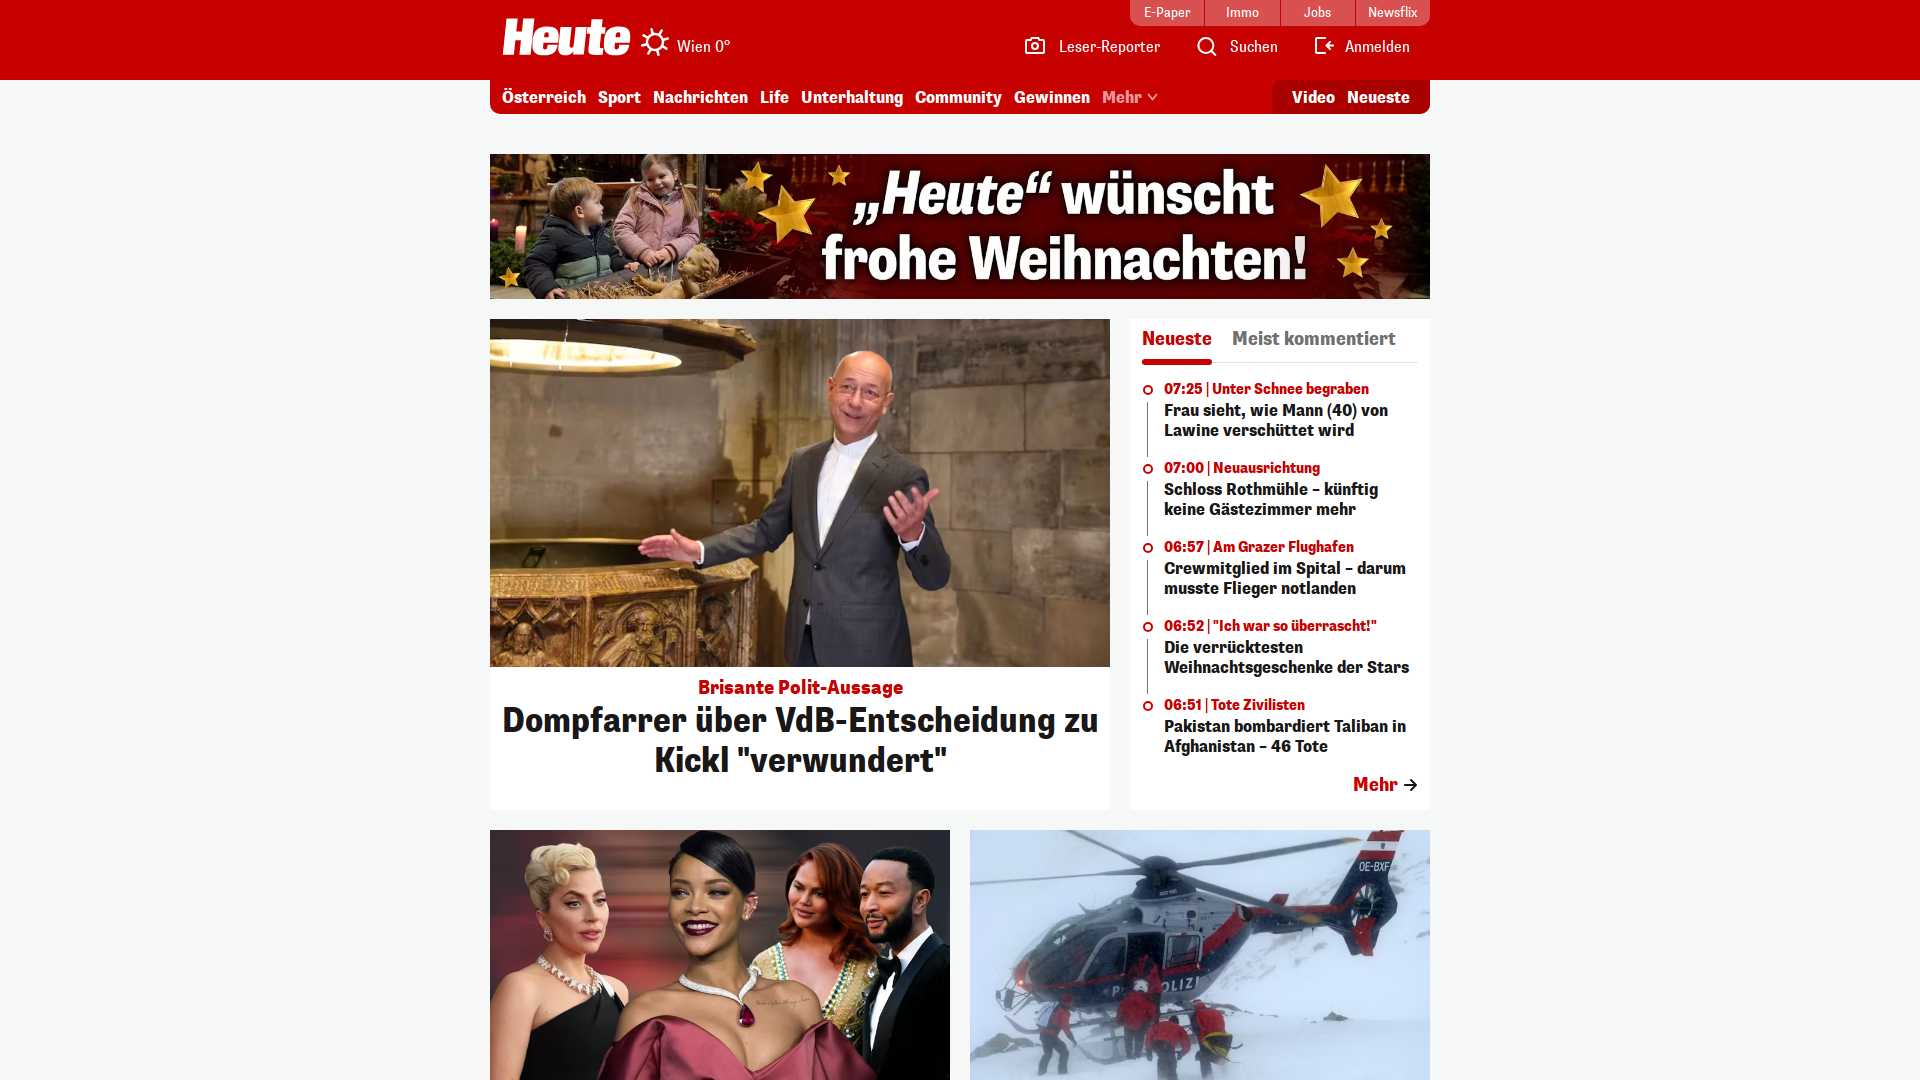 E-Paper
Immo
Jobs
Newsflix
Heute
Wien 0°
Leser-Reporter
Suchen
Anmelden
Österreich
Sport
Nachrichten
Life
Unterhaltung
Community
Gewinnen
Mehr
Video
Neueste
„Heute“ wünscht
frohe Weihnachten!
Brisante Polit-Aussage
Dompfarrer über VdB-Entscheidung zu
Kickl "verwundert"
Neueste
Meist kommentiert
07:25 | Unter Schnee begraben
Frau sieht, wie Mann (40) von
Lawine verschüttet wird
07:00 | Neuausrichtung
Schloss Rothmühle – künftig
keine Gästezimmer mehr
06:57 | Am Grazer Flughafen
Crewmitglied im Spital – darum
musste Flieger notlanden
06:52 | "Ich war so überrascht!"
Die verrücktesten
Weihnachtsgeschenke der Stars
06:51 | Tote Zivilisten
Pakistan bombardiert Taliban in
Afghanistan – 46 Tote
Mehr
OE-BXF